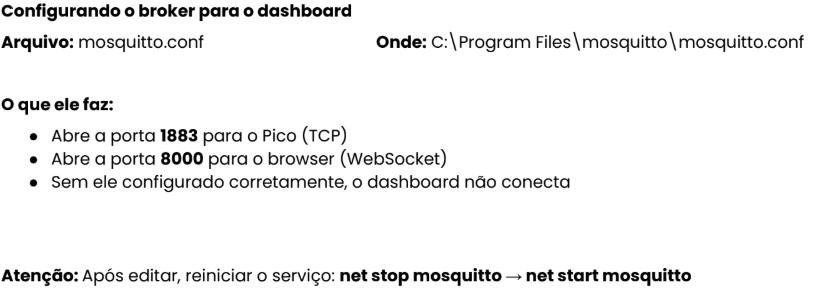 Configurando o broker para o dashboard
Arquivo: mosquitto.conf Onde: C:\Program Files\mosquitto\mosquitto.conf
O que ele faz:
● Abre a porta 1883 para o Pico (TCP)
● Abre a porta 8000 para o browser (WebSocket)
● Sem ele configurado corretamente, o dashboard não conecta
Atenção: Após editar, reiniciar o serviço: net stop mosquitto → net start mosquitto